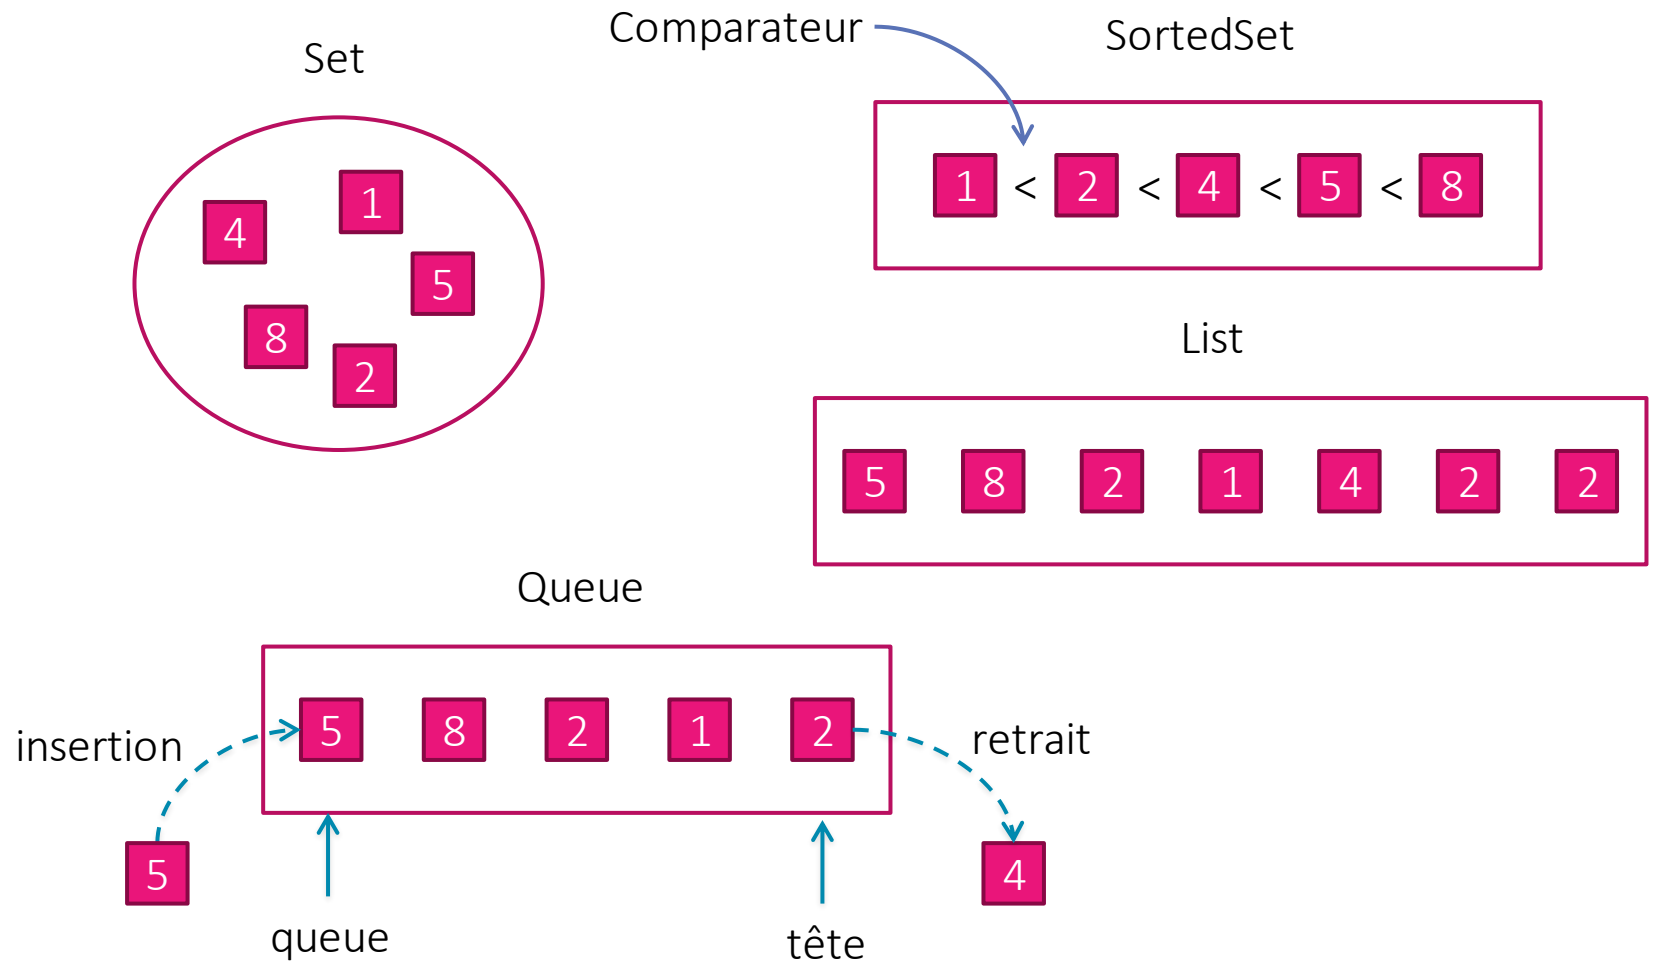 Set
4
1
5
8
2
Comparateur
SortedSet
1 < 2 < 4 < 5 < 8
List
5 8 2 1 4 2 2
Queue
insertion
5 8 2 1 2
retrait
5
4
queue
tête